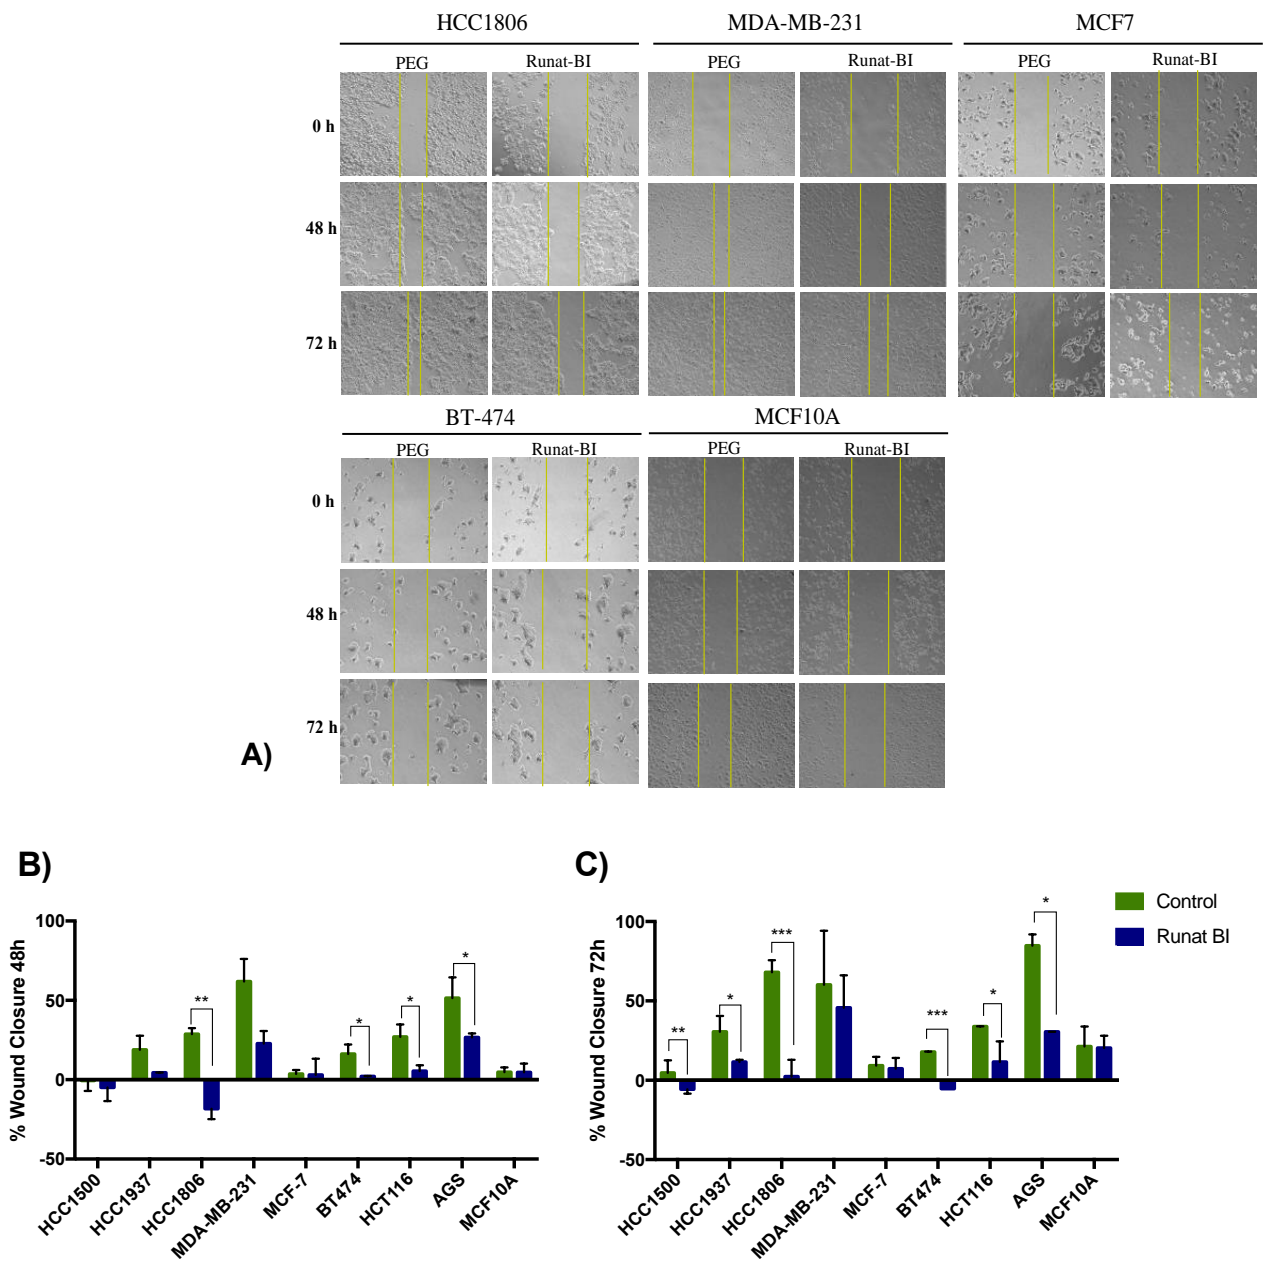 HCC1806 MDA-MB-231 MCF7
PEG Runat-BI PEG Runat-BI PEG Runat-BI
0 h
48 h
72 h
BT-474 MCF10A
PEG Runat-BI PEG Runat-BI
0 h
48 h
72 h
A)
B)
% Wound Closure 48h
100
50
0
-50
** * * *
HCC1500
HCC1937
HCC1806
MDA-MB-231
MCF-7
BT474
HCT116
AGS
MCF10A
C)
% Wound Closure 72h
100
50
0
-50
** * *** *** * *
HCC1500
HCC1937
HCC1806
MDA-MB-231
MCF-7
BT474
HCT116
AGS
MCF10A
Control
Runat BI